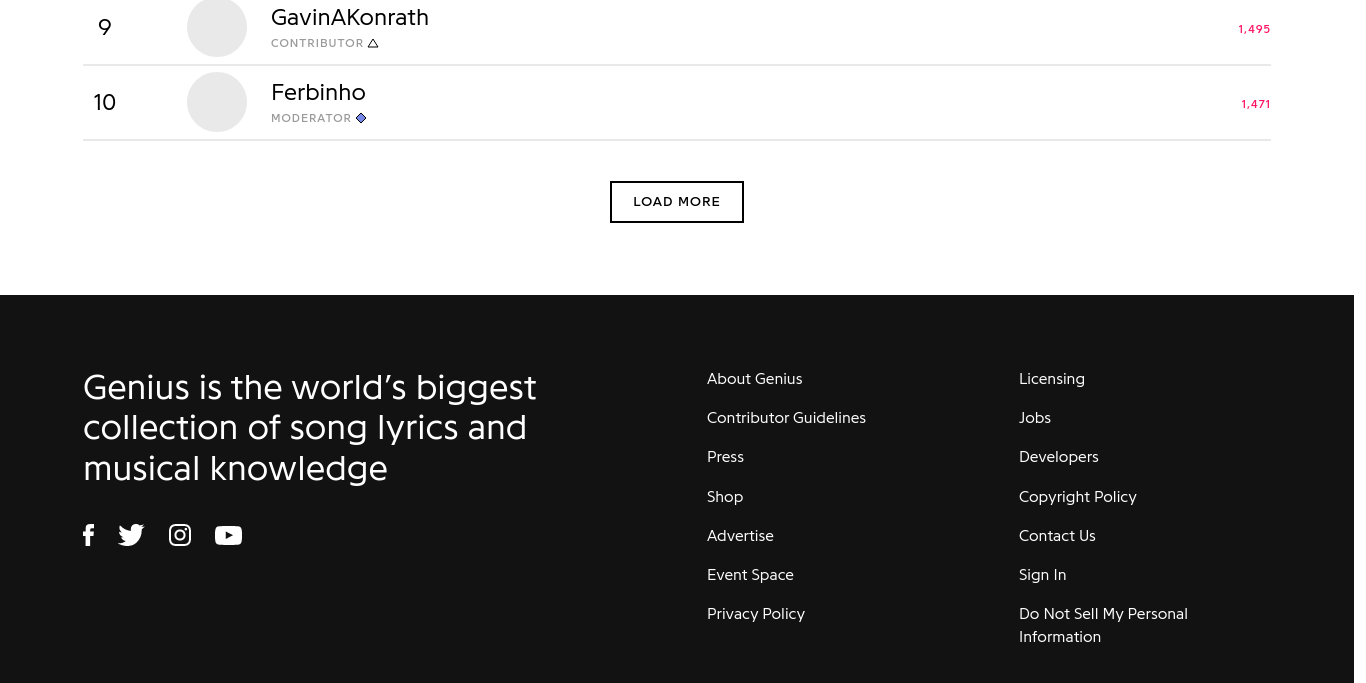 9
GavinAKonrath
CONTRIBUTOR
1,495
10
Ferbinho
MODERATOR
1,471
LOAD MORE
Genius is the world’s biggest
collection of song lyrics and
musical knowledge
About Genius
Contributor Guidelines
Press
Shop
Advertise
Event Space
Privacy Policy
Licensing
Jobs
Developers
Copyright Policy
Contact Us
Sign In
Do Not Sell My Personal
Information